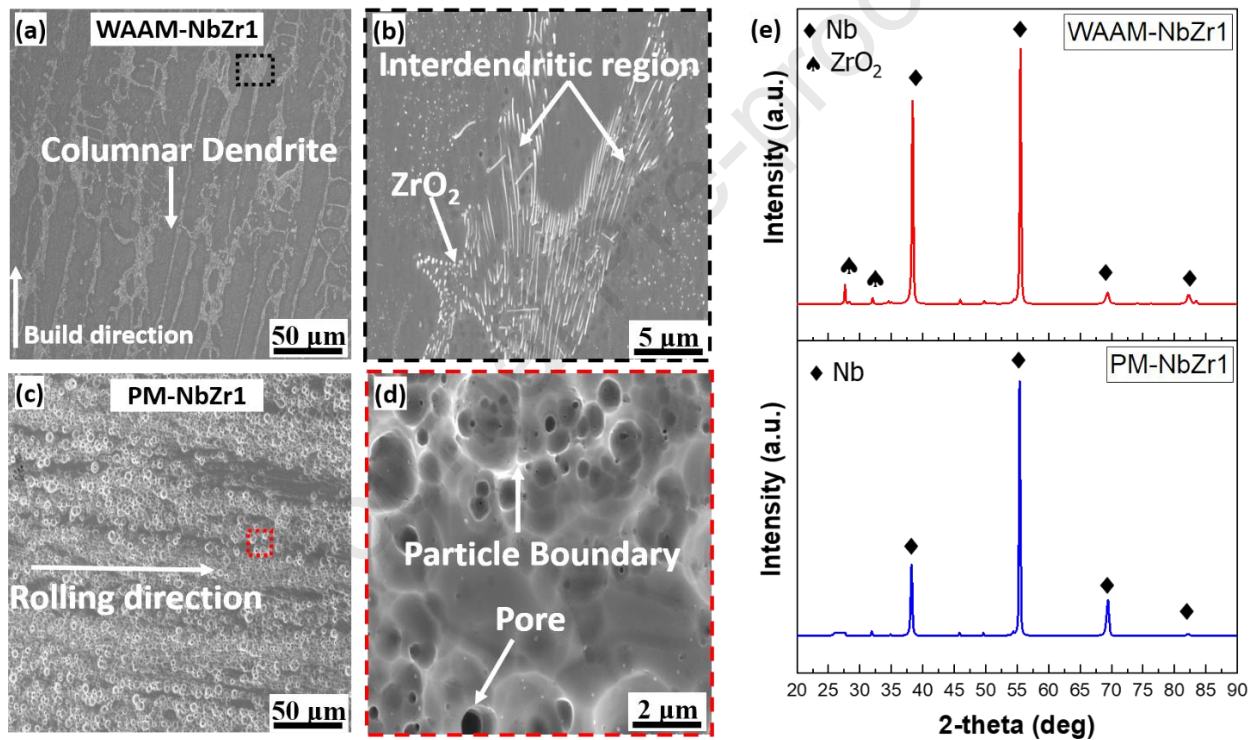 (a) WAAM-NbZr1
Columnar Dendrite
Build direction
50 µm
(b)
Interdendritic region
ZrO₂
5 µm
(c) PM-NbZr1
Rolling direction
50 µm
(d)
Particle Boundary
Pore
2 µm
(e)
Intensity (a.u.)
◆ Nb
♠ ZrO₂
WAAM-NbZr1
Intensity (a.u.)
◆ Nb
PM-NbZr1
20 25 30 35 40 45 50 55 60 65 70 75 80 85 90
2-theta (deg)
e-proo